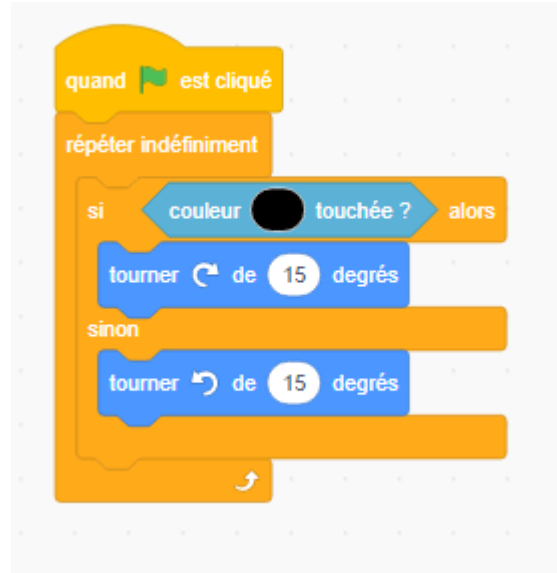 quand est cliqué
répéter indéfiniment
si couleur touchée ? alors
tourner de 15 degrés
sinon
tourner de 15 degrés